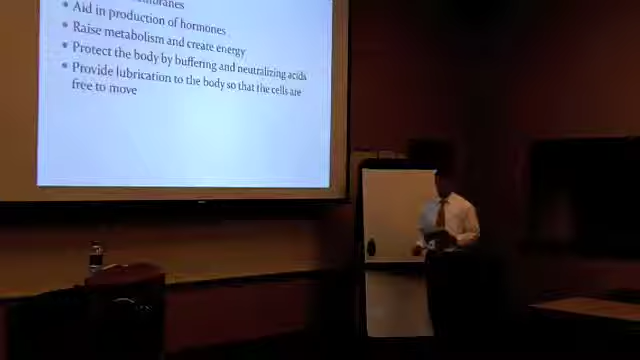 Aid in production of hormones
Raise metabolism and create energy
Protect the body by buffering and neutralizing acids
Provide lubrication to the body so that the cells are
free to move